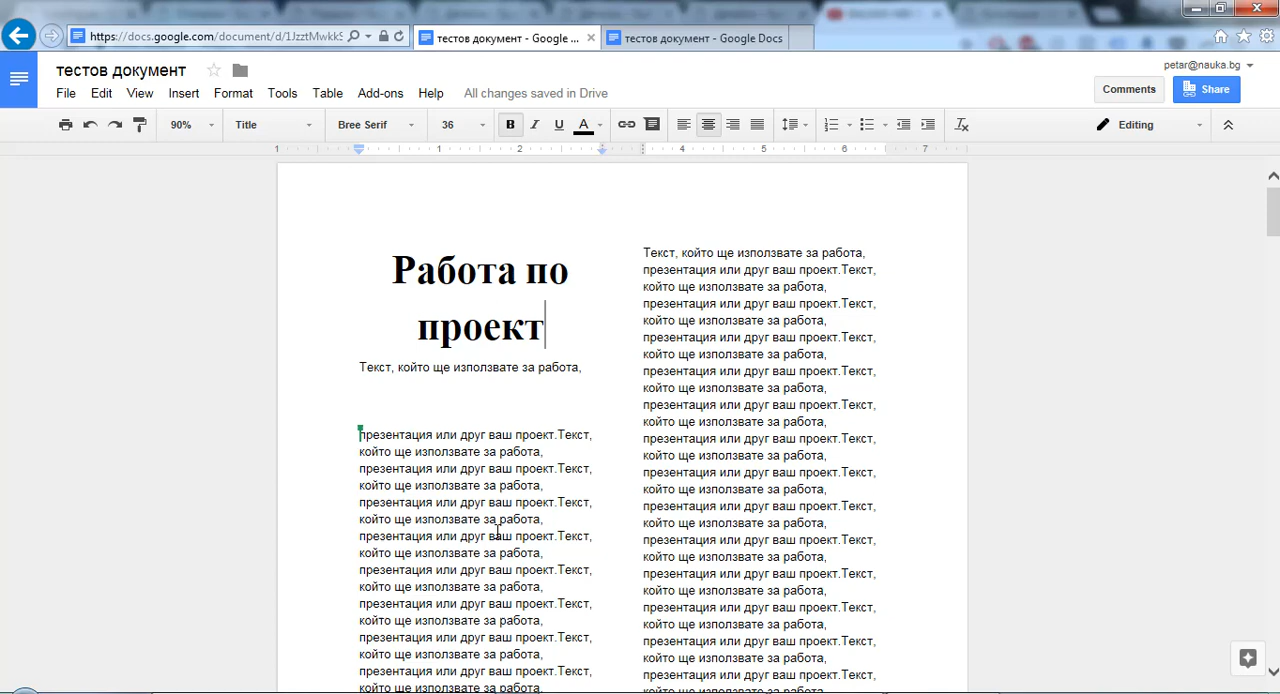 https://docs.google.com/document/d/1JzztMwkkS
тестов документ - Google ...
тестов документ - Google Docs
тестов документ
petar@nauka.bg
File Edit View Insert Format Tools Table Add-ons Help All changes saved in Drive
Comments
Share
90% Title Bree Serif 36 B I U A Editing
1 1 2 4 5 6 7
Работа по
проект
Текст, който ще използвате за работа,
презентация или друг ваш проект.Текст,
който ще използвате за работа,
презентация или друг ваш проект.Текст,
който ще използвате за работа,
презентация или друг ваш проект.Текст,
който ще използвате за работа,
презентация или друг ваш проект.Текст,
който ще използвате за работа,
презентация или друг ваш проект.Текст,
който ще използвате за работа,
презентация или друг ваш проект.Текст,
който ще използвате за работа,
презентация или друг ваш проект.Текст,
който ще използвате за работа,
презентация или друг ваш проект.Текст,
който ще използвате за работа,
Текст, който ще използвате за работа,
презентация или друг ваш проект.Текст,
който ще използвате за работа,
презентация или друг ваш проект.Текст,
който ще използвате за работа,
презентация или друг ваш проект.Текст,
който ще използвате за работа,
презентация или друг ваш проект.Текст,
който ще използвате за работа,
презентация или друг ваш проект.Текст,
който ще използвате за работа,
презентация или друг ваш проект.Текст,
който ще използвате за работа,
презентация или друг ваш проект.Текст,
който ще използвате за работа,
презентация или друг ваш проект.Текст,
който ще използвате за работа,
презентация или друг ваш проект.Текст,
който ще използвате за работа,
презентация или друг ваш проект.Текст,
който ще използвате за работа,
презентация или друг ваш проект.Текст,
който ще използвате за работа,
презентация или друг ваш проект.Текст,
който ще използвате за работа,
презентация или друг ваш проект.Текст,
който ще използвате за работа,